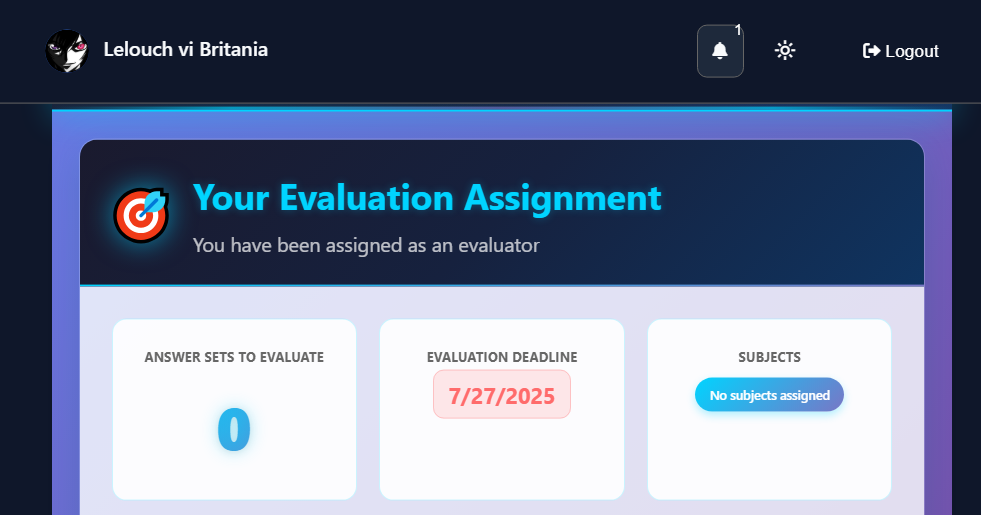 Lelouch vi Britania
1
Logout
Your Evaluation Assignment
You have been assigned as an evaluator
ANSWER SETS TO EVALUATE
0
EVALUATION DEADLINE
7/27/2025
SUBJECTS
No subjects assigned